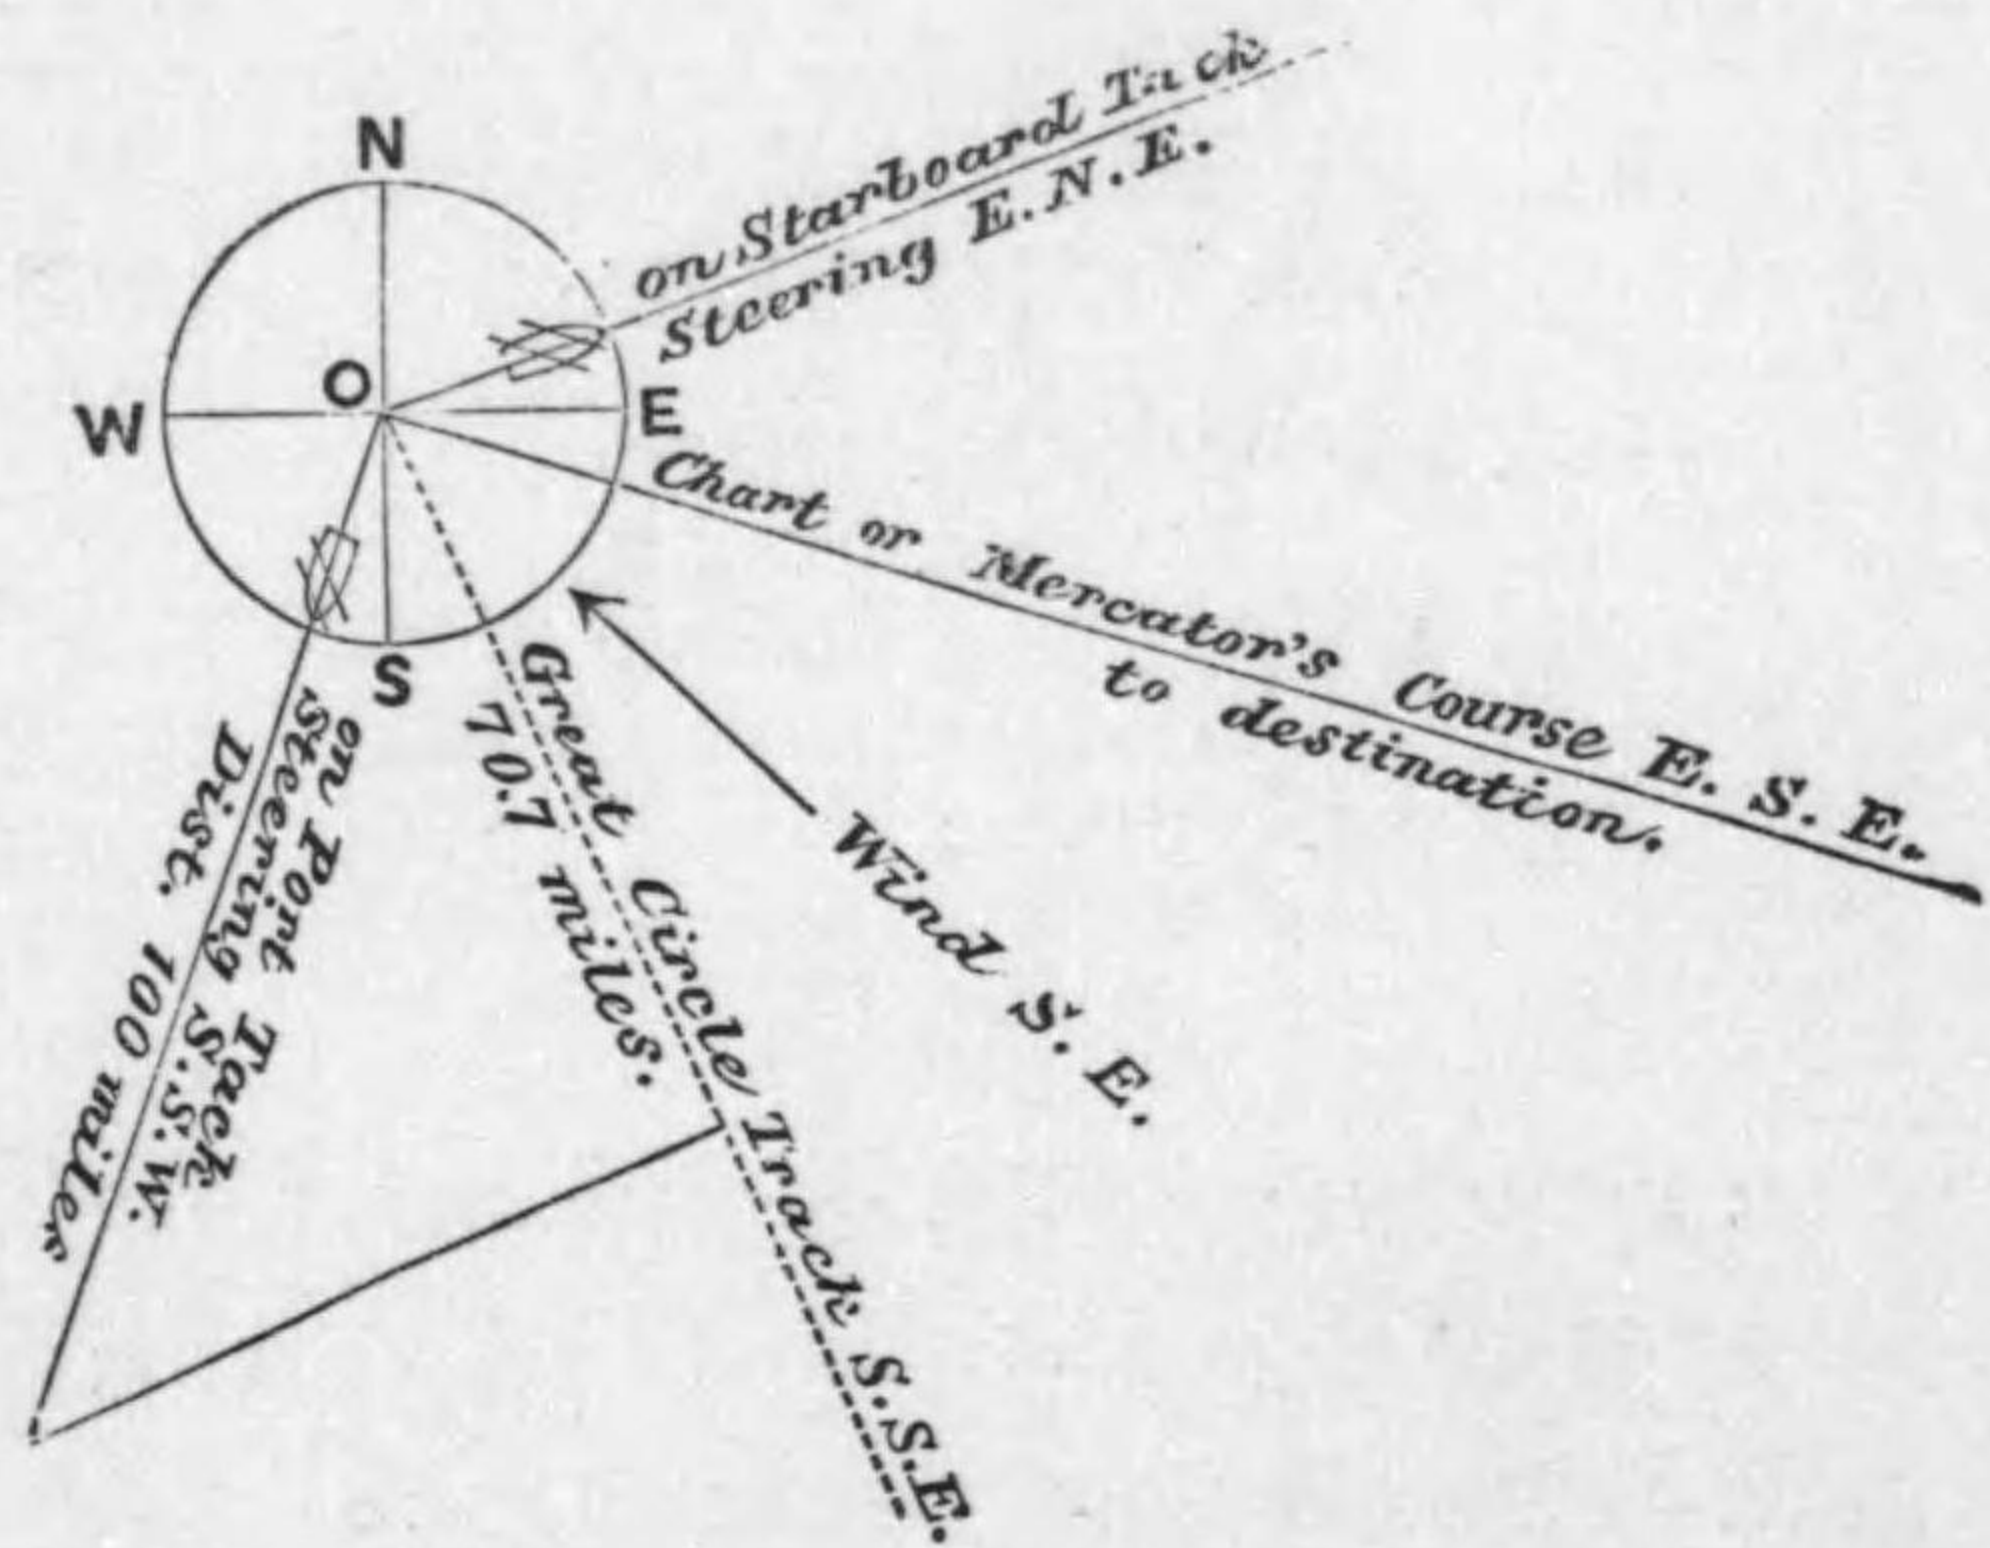 N
on Starboard Tack
Steering E.N.E.
O
W
E
Chart or Mercator's Course E. S. E.
to destination.
S
Wind S. E.
Great Circle Track S.S.E.
70.7 miles.
on Port Tack
Steering S.S.W.
Dist. 100 miles